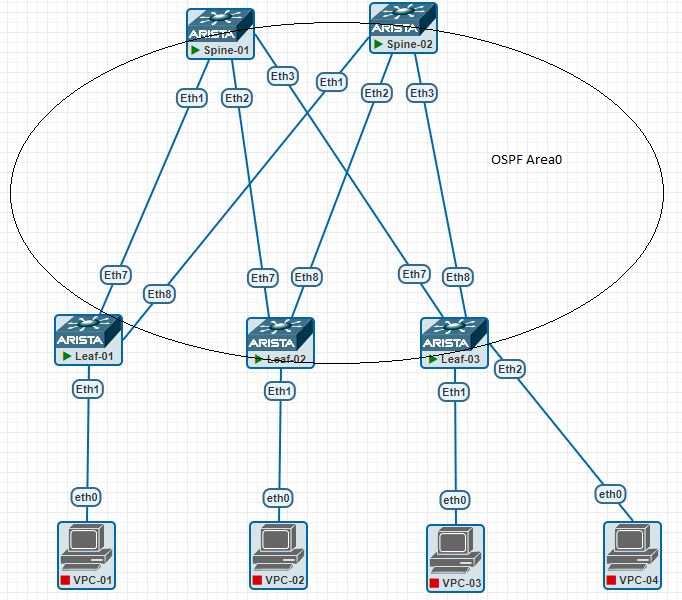 ARISTA
Spine-01
ARISTA
Spine-02
Eth1
Eth2
Eth3
Eth1
Eth2
Eth3
OSPF Area0
Eth7
Eth8
Eth7
Eth8
Eth7
Eth8
ARISTA
Leaf-01
ARISTA
Leaf-02
ARISTA
Leaf-03
Eth1
Eth1
Eth1
Eth2
eth0
eth0
eth0
eth0
VPC-01
VPC-02
VPC-03
VPC-04